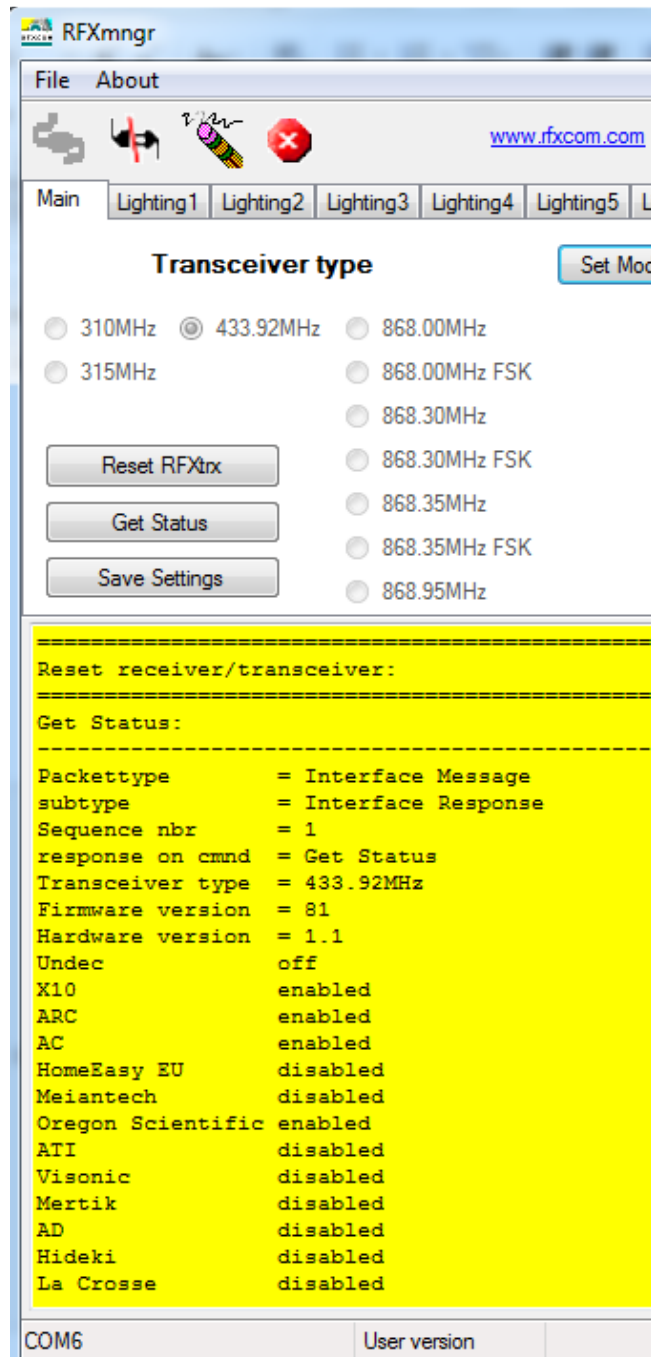 RFXmngr
File About
www.rfxcom.com
Main Lighting1 Lighting2 Lighting3 Lighting4 Lighting5 L
Transceiver type Set Mod
310MHz 433.92MHz 868.00MHz
315MHz 868.00MHz FSK
868.30MHz
Reset RFXtrx 868.30MHz FSK
868.35MHz
Get Status
868.35MHz FSK
Save Settings
868.95MHz
==============================================
Reset receiver/transceiver:
==============================================
Get Status:
----------------------------------------------
Packettype = Interface Message
subtype = Interface Response
Sequence nbr = 1
response on cmnd = Get Status
Transceiver type = 433.92MHz
Firmware version = 81
Hardware version = 1.1
Undec off
X10 enabled
ARC enabled
AC enabled
HomeEasy EU disabled
Meiantech disabled
Oregon Scientific enabled
ATI disabled
Visonic disabled
Mertik disabled
AD disabled
Hideki disabled
La Crosse disabled
COM6 User version